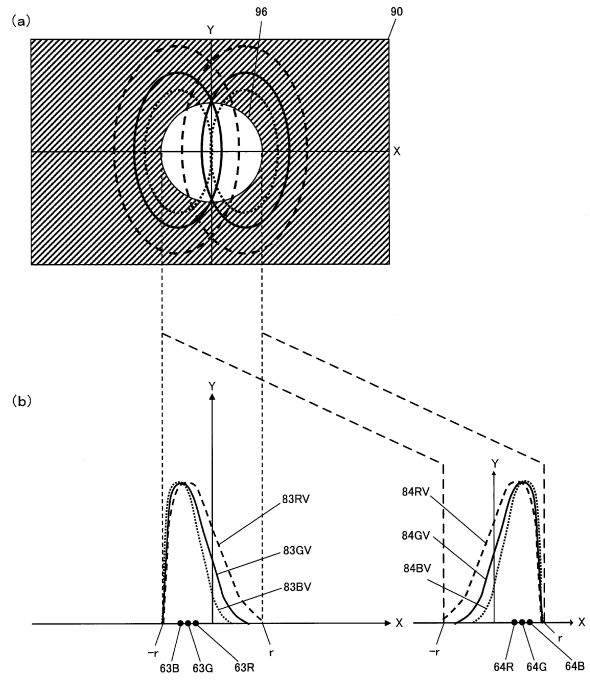 (a)
96
90
Y
X
(b)
Y
83RV
83GV
83BV
X
-r
r
63B
63G
63R
Y
84RV
84GV
84BV
X
-r
r
64R
64G
64B